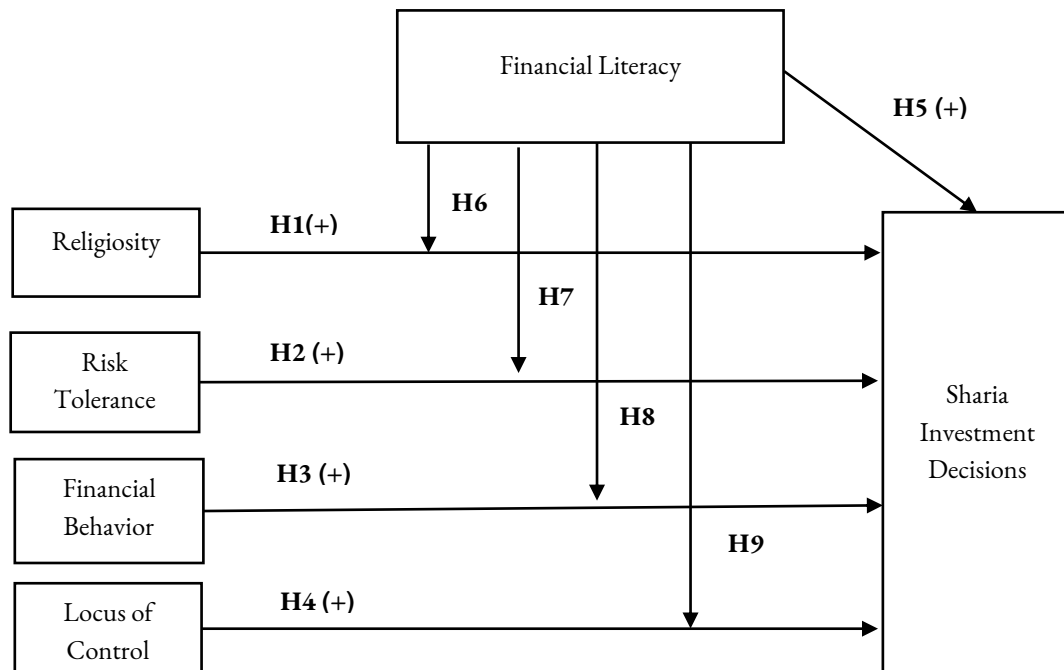 Financial Literacy
H5 (+)
H6
H1(+)
Religiosity
H7
H2 (+)
Risk
Tolerance
H8
Sharia
Investment
Decisions
H3 (+)
Financial
Behavior
H9
H4 (+)
Locus of
Control